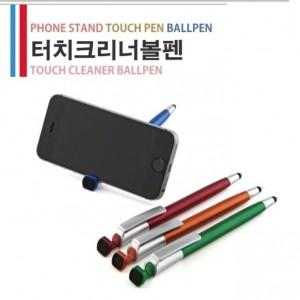 PHONE STAND TOUCH PEN BALLPEN
터치크리너볼펜
TOUCH CLEANER BALLPEN